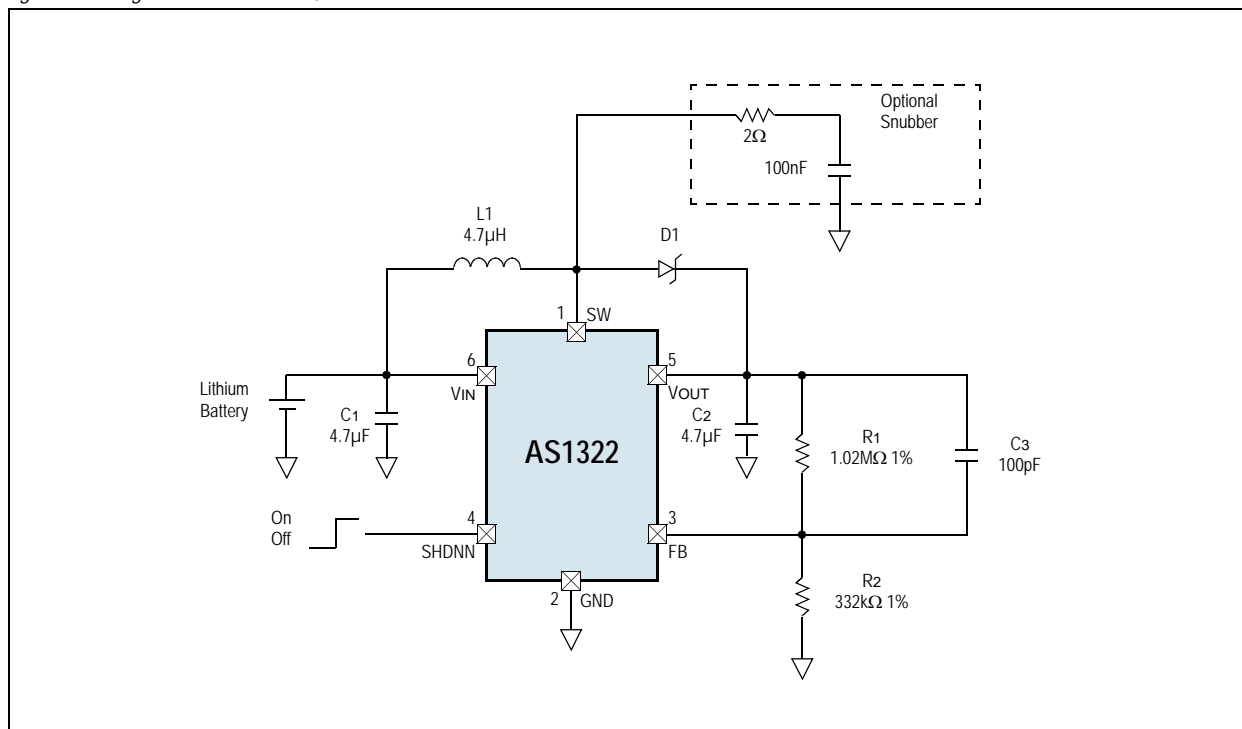 Optional
Snubber
2Ω
100nF
L1
4.7µH
D1
1 SW
6
5
VIN
VOUT
Lithium
Battery
C1
4.7µF
C2
4.7µF
AS1322
R1
1.02MΩ 1%
C3
100pF
On
Off
4
3
SHDNN
FB
2 GND
R2
332kΩ 1%